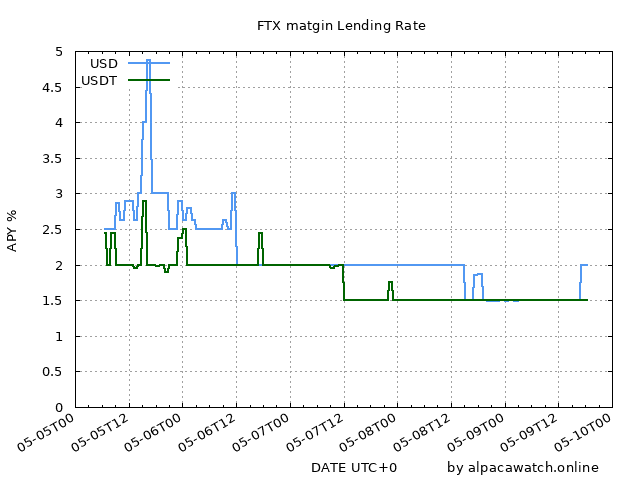 FTX matgin Lending Rate
USD
USDT
5
4.5
4
3.5
3
2.5
2
1.5
1
0.5
0
APY %
05-05T00
05-05T12
05-06T00
05-06T12
05-07T00
05-07T12
05-08T00
05-08T12
05-09T00
05-09T12
05-10T00
DATE UTC+0
by alpacawatch.online